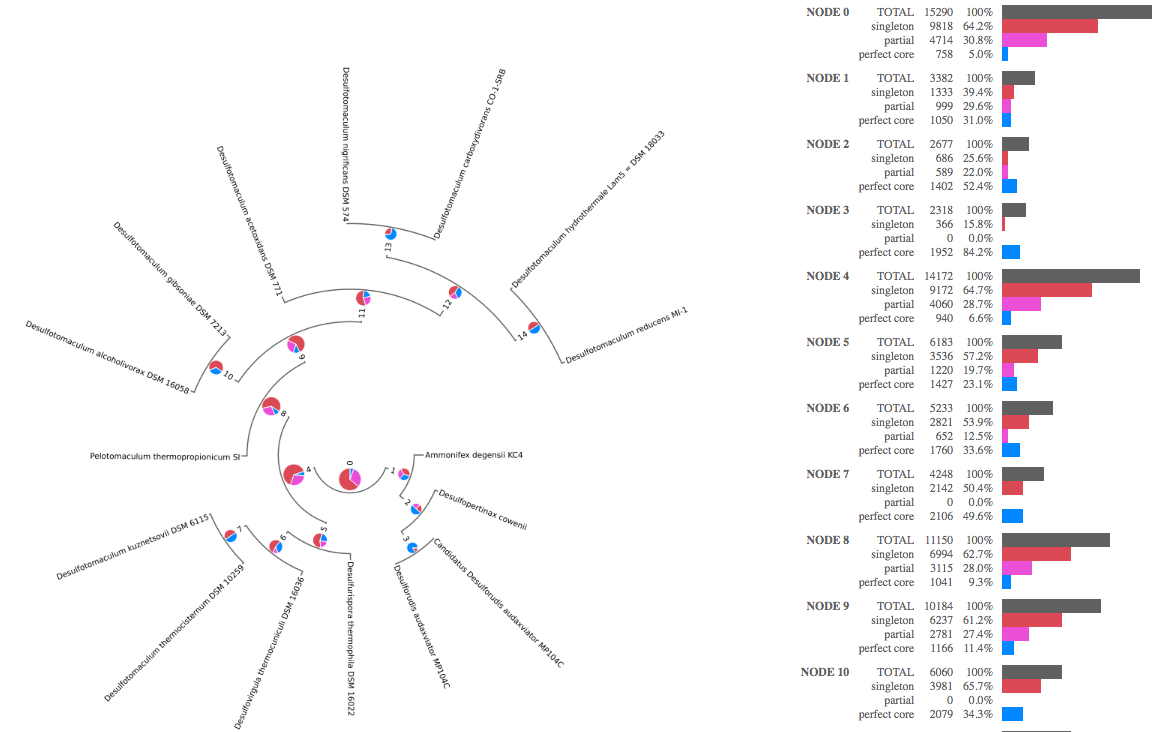 Desulfotomaculum nigrificans DSM 574
Desulfotomaculum carboxydivorans CO-1-SRB
Desulfotomaculum hydrothermale Lam5 = DSM 18033
Desulfotomaculum acetoxidans DSM 771
Desulfotomaculum gibsoniae DSM 7213
Desulfotomaculum alcoholivorax DSM 16058
Desulfotomaculum reducens MI-1
13
12
11
14
9
10
8
Pelotomaculum thermopropionicum SI
4
0
1
Ammonifex degensii KC4
2
Desulfopertinax cowenii
3
Candidatus Desulforudis audaxviator MP104C
Desulforudis audaxviator MP104C
5
Desulfurispora thermophila DSM 16022
6
Desulfovirgula thermocuniculi DSM 16036
7
Desulfotomaculum thermocisternum DSM 10259
Desulfotomaculum kuznetsovii DSM 6115
NODE 0 TOTAL 15290 100%
singleton 9818 64.2%
partial 4714 30.8%
perfect core 758 5.0%
NODE 1 TOTAL 3382 100%
singleton 1333 39.4%
partial 999 29.6%
perfect core 1050 31.0%
NODE 2 TOTAL 2677 100%
singleton 686 25.6%
partial 589 22.0%
perfect core 1402 52.4%
NODE 3 TOTAL 2318 100%
singleton 366 15.8%
partial 0 0.0%
perfect core 1952 84.2%
NODE 4 TOTAL 14172 100%
singleton 9172 64.7%
partial 4060 28.7%
perfect core 940 6.6%
NODE 5 TOTAL 6183 100%
singleton 3536 57.2%
partial 1220 19.7%
perfect core 1427 23.1%
NODE 6 TOTAL 5233 100%
singleton 2821 53.9%
partial 652 12.5%
perfect core 1760 33.6%
NODE 7 TOTAL 4248 100%
singleton 2142 50.4%
partial 0 0.0%
perfect core 2106 49.6%
NODE 8 TOTAL 11150 100%
singleton 6994 62.7%
partial 3115 28.0%
perfect core 1041 9.3%
NODE 9 TOTAL 10184 100%
singleton 6237 61.2%
partial 2781 27.4%
perfect core 1166 11.4%
NODE 10 TOTAL 6060 100%
singleton 3981 65.7%
partial 0 0.0%
perfect core 2079 34.3%